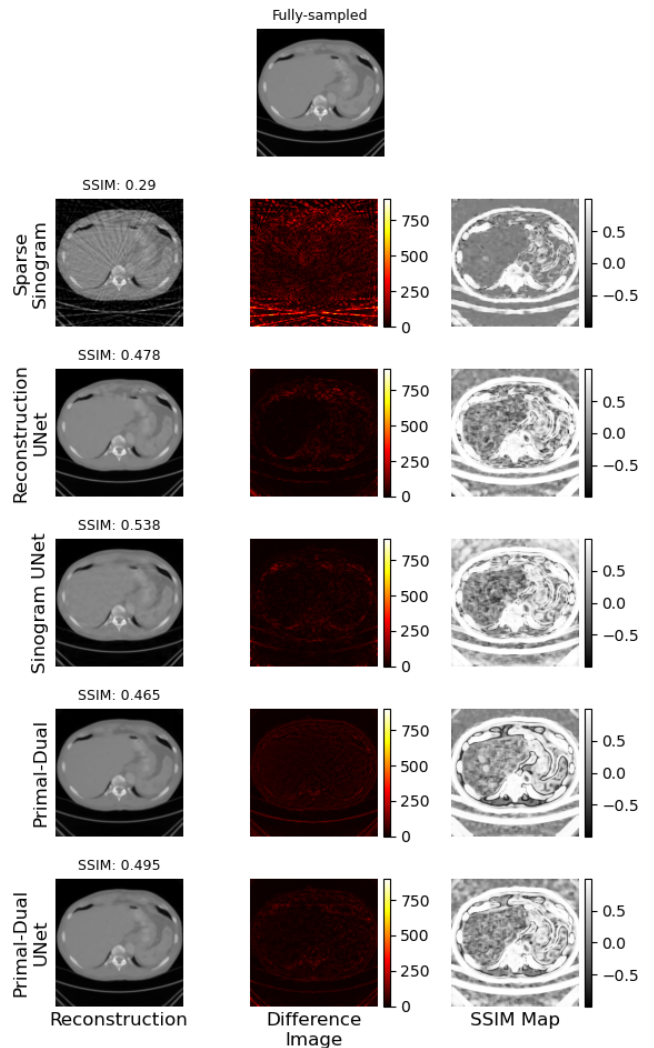 Fully-sampled
SSIM: 0.29
Sparse
Sinogram
750
500
250
0
0.5
0.0
−0.5
SSIM: 0.478
Reconstruction
UNet
750
500
250
0
0.5
0.0
−0.5
SSIM: 0.538
Sinogram UNet
750
500
250
0
0.5
0.0
−0.5
SSIM: 0.465
Primal-Dual
750
500
250
0
0.5
0.0
−0.5
SSIM: 0.495
Primal-Dual
UNet
750
500
250
0
0.5
0.0
−0.5
Reconstruction
Difference
Image
SSIM Map